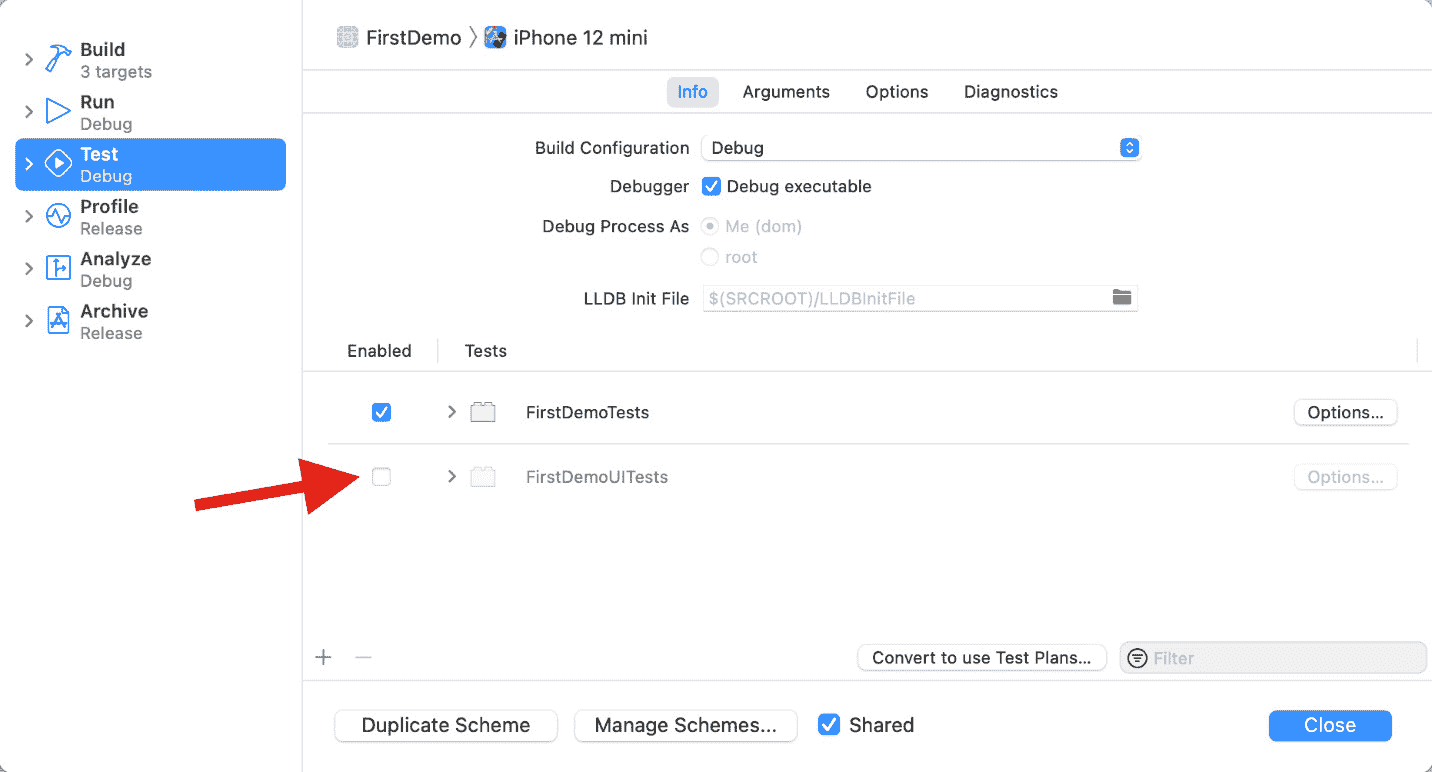 Build
3 targets
Run
Debug
Test
Debug
Profile
Release
Analyze
Debug
Archive
Release
FirstDemo 〉 iPhone 12 mini
Info Arguments Options Diagnostics
Build Configuration Debug
Debugger Debug executable
Debug Process As Me (dom)
root
LLDB Init File $(SRCROOT)/LLDBInitFile
Enabled Tests
FirstDemoTests Options...
FirstDemoUITests Options...
Convert to use Test Plans... Filter
Duplicate Scheme Manage Schemes... Shared Close